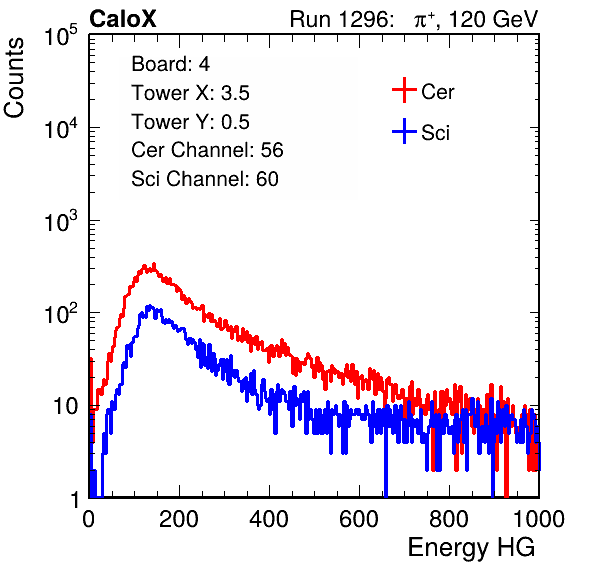 CaloX Run 1296: π⁺, 120 GeV
Counts
Board: 4
Tower X: 3.5
Tower Y: 0.5
Cer Channel: 56
Sci Channel: 60
Cer
Sci
10⁵
10⁴
10³
10²
10
1
0 200 400 600 800 1000
Energy HG